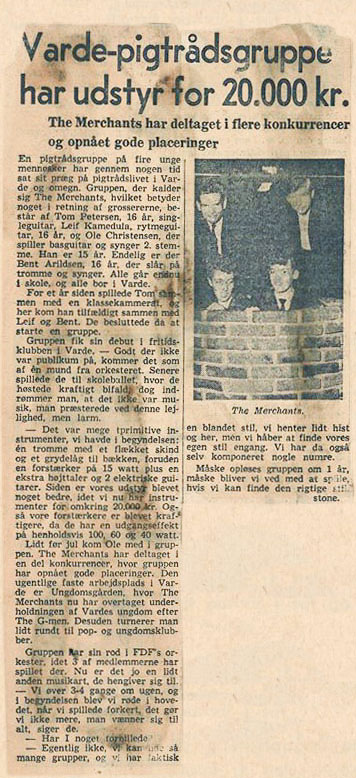 Varde-pigtrådsgruppe
har udstyr for 20.000 kr.
The Merchants har deltaget i flere konkurrencer
og opnået gode placeringer
En pigtrådsgruppe på fire unge
mennesker har gennem nogen tid
sat sit præg på pigtrådslivet i Var-
de og omegn. Gruppen, der kalder
sig The Merchants, hvilket betyder
noget i retning af grossererne, be-
står af Tom Petersen, 16 år, sin-
leguitar, Leif Kamedula, rytmegui-
tar, 16 år, og Ole Christensen, der
spiller basguitar og synger 2. stem-
me. Han er 15 år. Endelig er der
Bent Arildsen, 16 år, der slår på
tromme og synger. Alle går endnu
i skole, og alle bor i Varde.
For et år siden spillede Tom sam-
men med en klassekammerat, og
her kom han tilfældigt sammen med
Leif og Bent. De besluttede da at
starte en gruppe.
Gruppen fik sin debut i fritids-
klubben i Varde. — Godt der ikke
var publikum på, kommer det som
af én mund fra orkesteret. Senere
spillede de til skoleballet, hvor de
høstede kraftigt bifald, dog ind-
rømmer man, at det ikke var mu-
sik, man præsterede ved denne lej-
lighed, men larm.
— Det var mege tprimitive in-
strumenter, vi havde i begyndelsen:
én tromme med et flækket skind
og et grydelåg til bækken, foruden
en forstærker på 15 watt plus en
ekstra højttaler og 2 elektriske gui-
tarer. Siden er vores udstyr blevet
noget bedre, idet vi nu har instru-
menter for omkring 20.000 kr. Og-
så vore forstærkere er blevet kraf-
tigere, da de har en udgangseffekt
på henholdsvis 100, 60 og 40 watt.
Lidt før jul kom Ole med i grup-
pen. The Merchants har deltaget i
en del konkurrencer, hvor gruppen
har opnået gode placeringer. Den
ugentlige faste arbejdsplads i Var-
de er Ungdomsgården, hvor The
Merchants nu har overtaget under-
holdningen af Vardes ungdom efter
The G-men. Desuden turnerer man
lidt rundt til pop- og ungdomsklub-
ber.
Gruppen har sin rod i FDF's or-
kester, idet 3 af medlemmerne har
spillet der. Nu er det jo en lidt
anden musikart, de hengiver sig til.
— Vi øver 3-4 gange om ugen, og
i begyndelsen blev vi røde i hove-
det, når vi spillede forkert, det gør
vi ikke mere, man vænner sig til
alt, siger de.
— Har I noget forbillede?
— Egentlig ikke, vi kan lide så
mange grupper, og vi har faktisk
The Merchants.
en blandet stil, vi henter lidt hist
og her, men vi håber at finde vores
egen stil engang. Vi har da også
selv komponeret nogle numre.
Måske opløses gruppen om 1 år,
måske bliver vi ved med at spille,
hvis vi kan finde den rigtige stil.
stone.